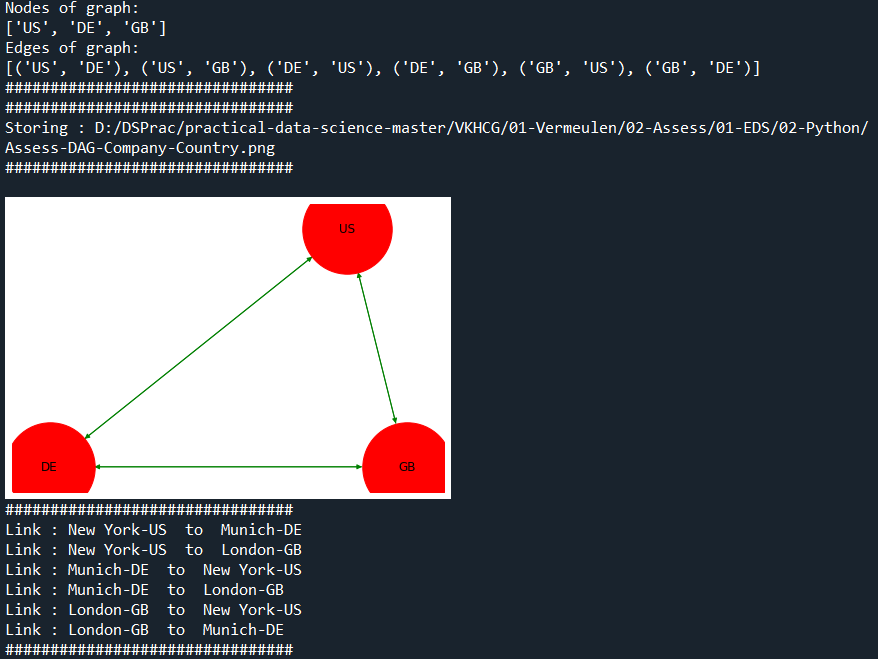 Nodes of graph:
['US', 'DE', 'GB']
Edges of graph:
[('US', 'DE'), ('US', 'GB'), ('DE', 'US'), ('DE', 'GB'), ('GB', 'US'), ('GB', 'DE')]
################################
################################
Storing : D:/DSPrac/practical-data-science-master/VKHCG/01-Vermeulen/02-Assess/01-EDS/02-Python/
Assess-DAG-Company-Country.png
################################
US
DE GB
################################
Link : New York-US  to  Munich-DE
Link : New York-US  to  London-GB
Link : Munich-DE  to  New York-US
Link : Munich-DE  to  London-GB
Link : London-GB  to  New York-US
Link : London-GB  to  Munich-DE
################################